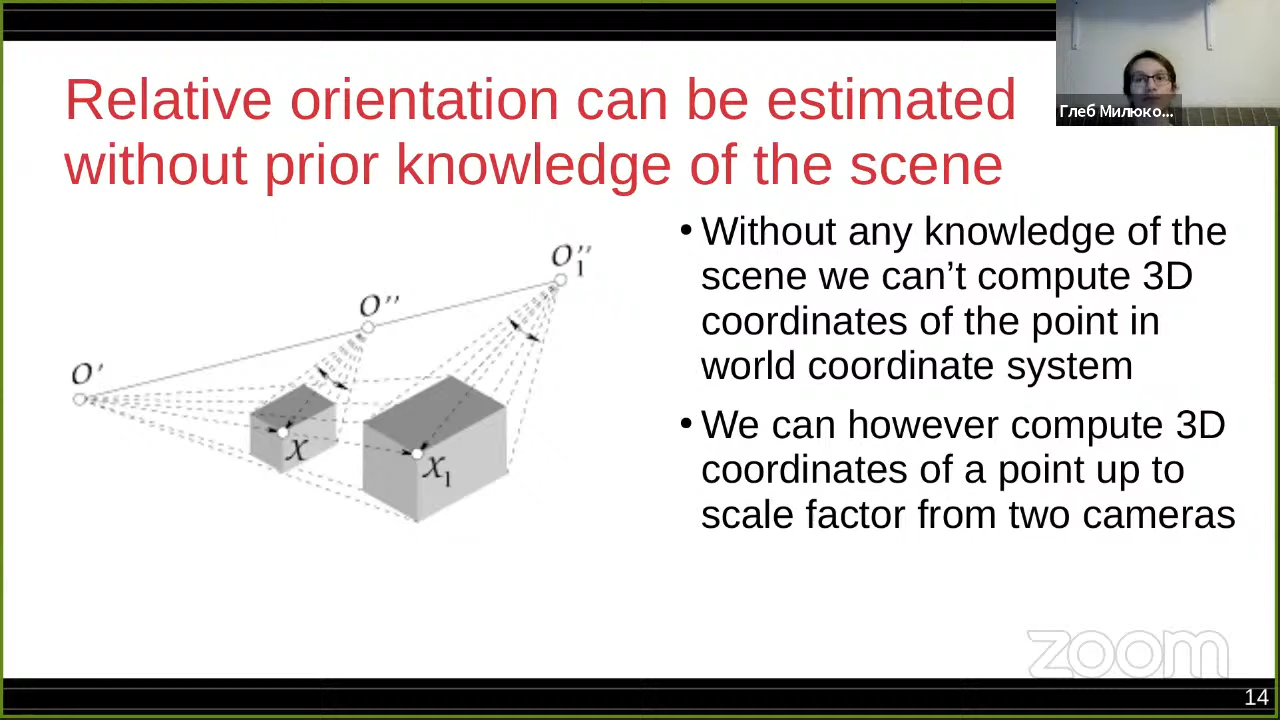 Relative orientation can be estimated
without prior knowledge of the scene
Глеб Милюко...
• Without any knowledge of the
scene we can’t compute 3D
coordinates of the point in
world coordinate system
• We can however compute 3D
coordinates of a point up to
scale factor from two cameras
O'
O''
O''1
X
X1
zoom
14